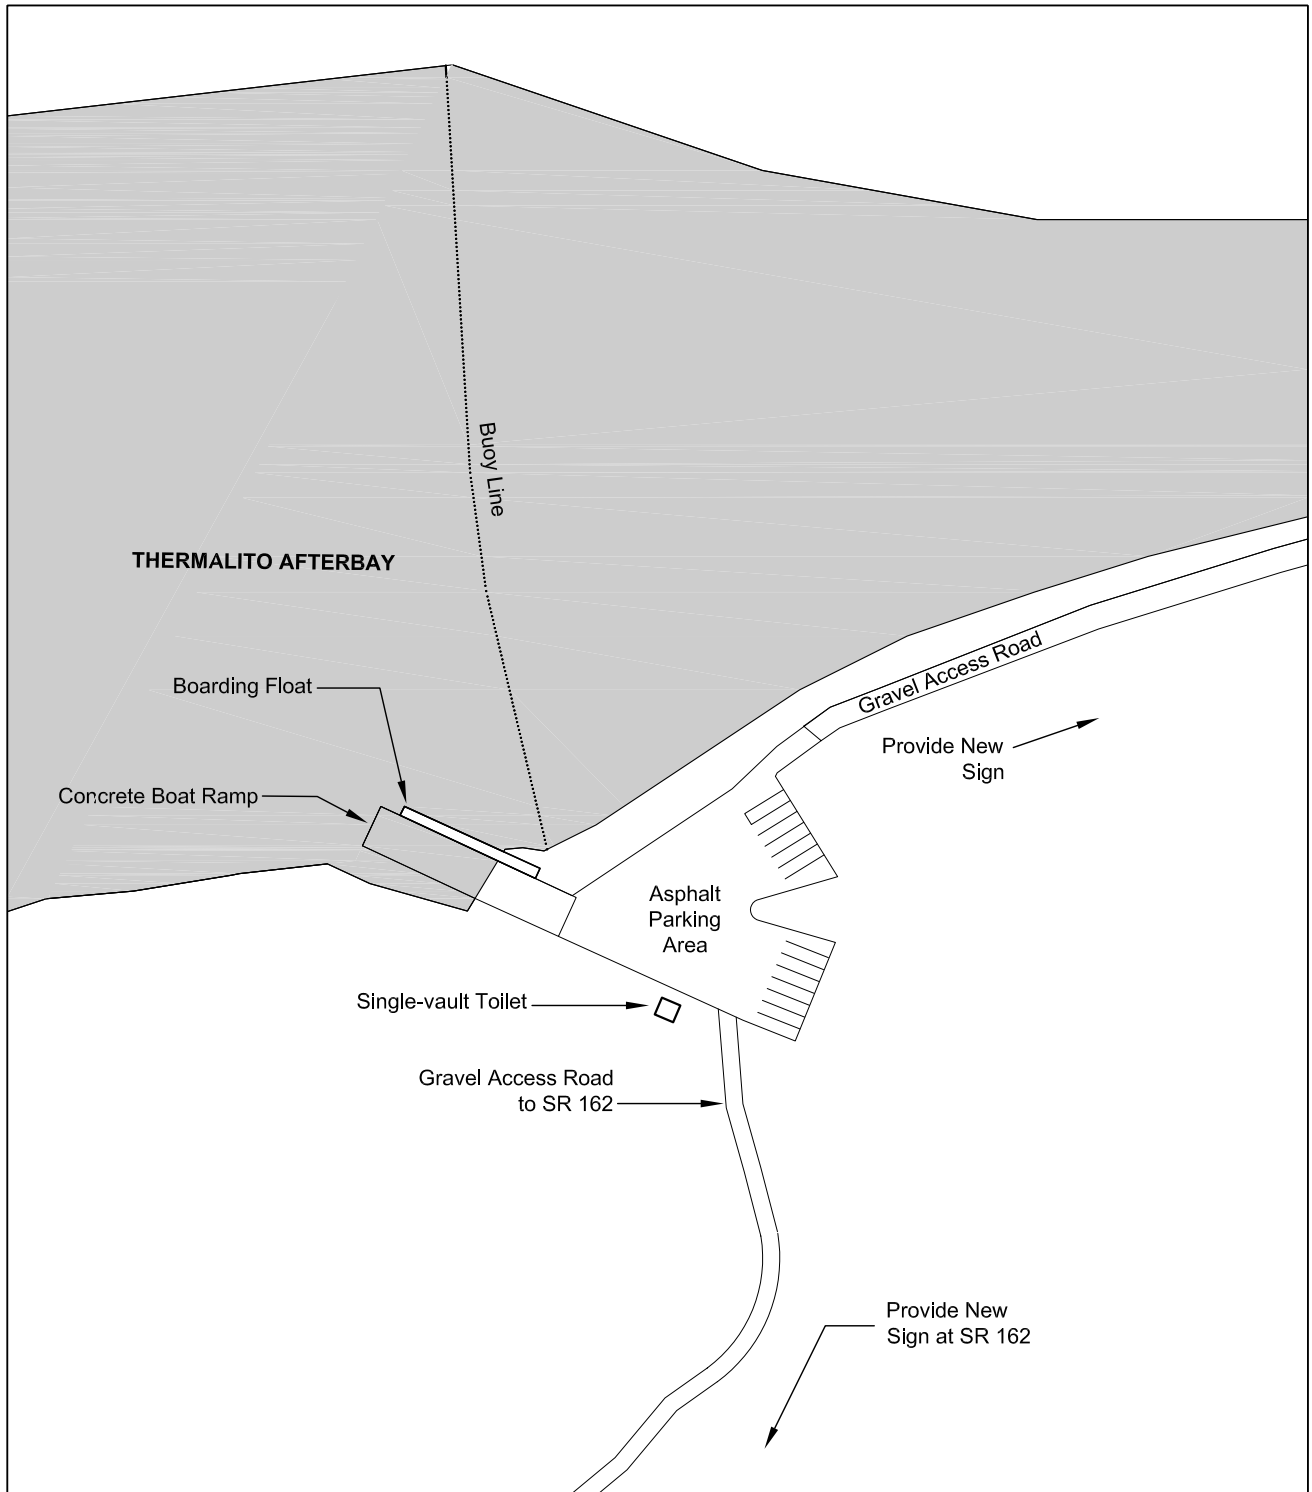 Buoy Line
THERMALITO AFTERBAY
Gravel Access Road
Boarding Float
Provide New
Sign
Concrete Boat Ramp
Asphalt
Parking
Area
Single-vault Toilet
Gravel Access Road
to SR 162
Provide New
Sign at SR 162